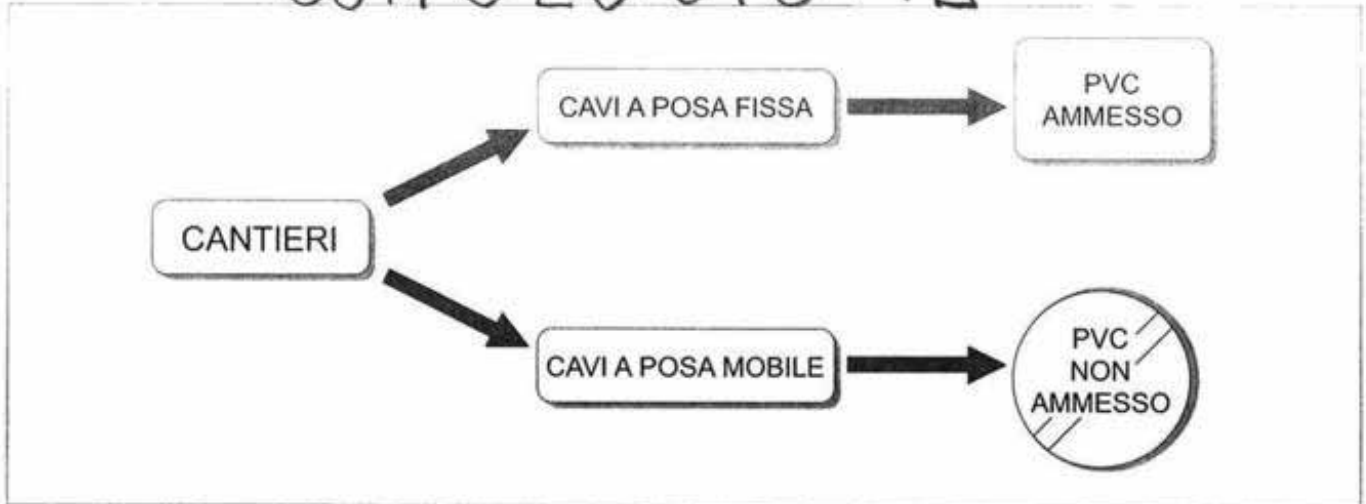 CAVI A POSA FISSA
PVC
AMMESSO
CANTIERI
CAVI A POSA MOBILE
PVC
NON
AMMESSO